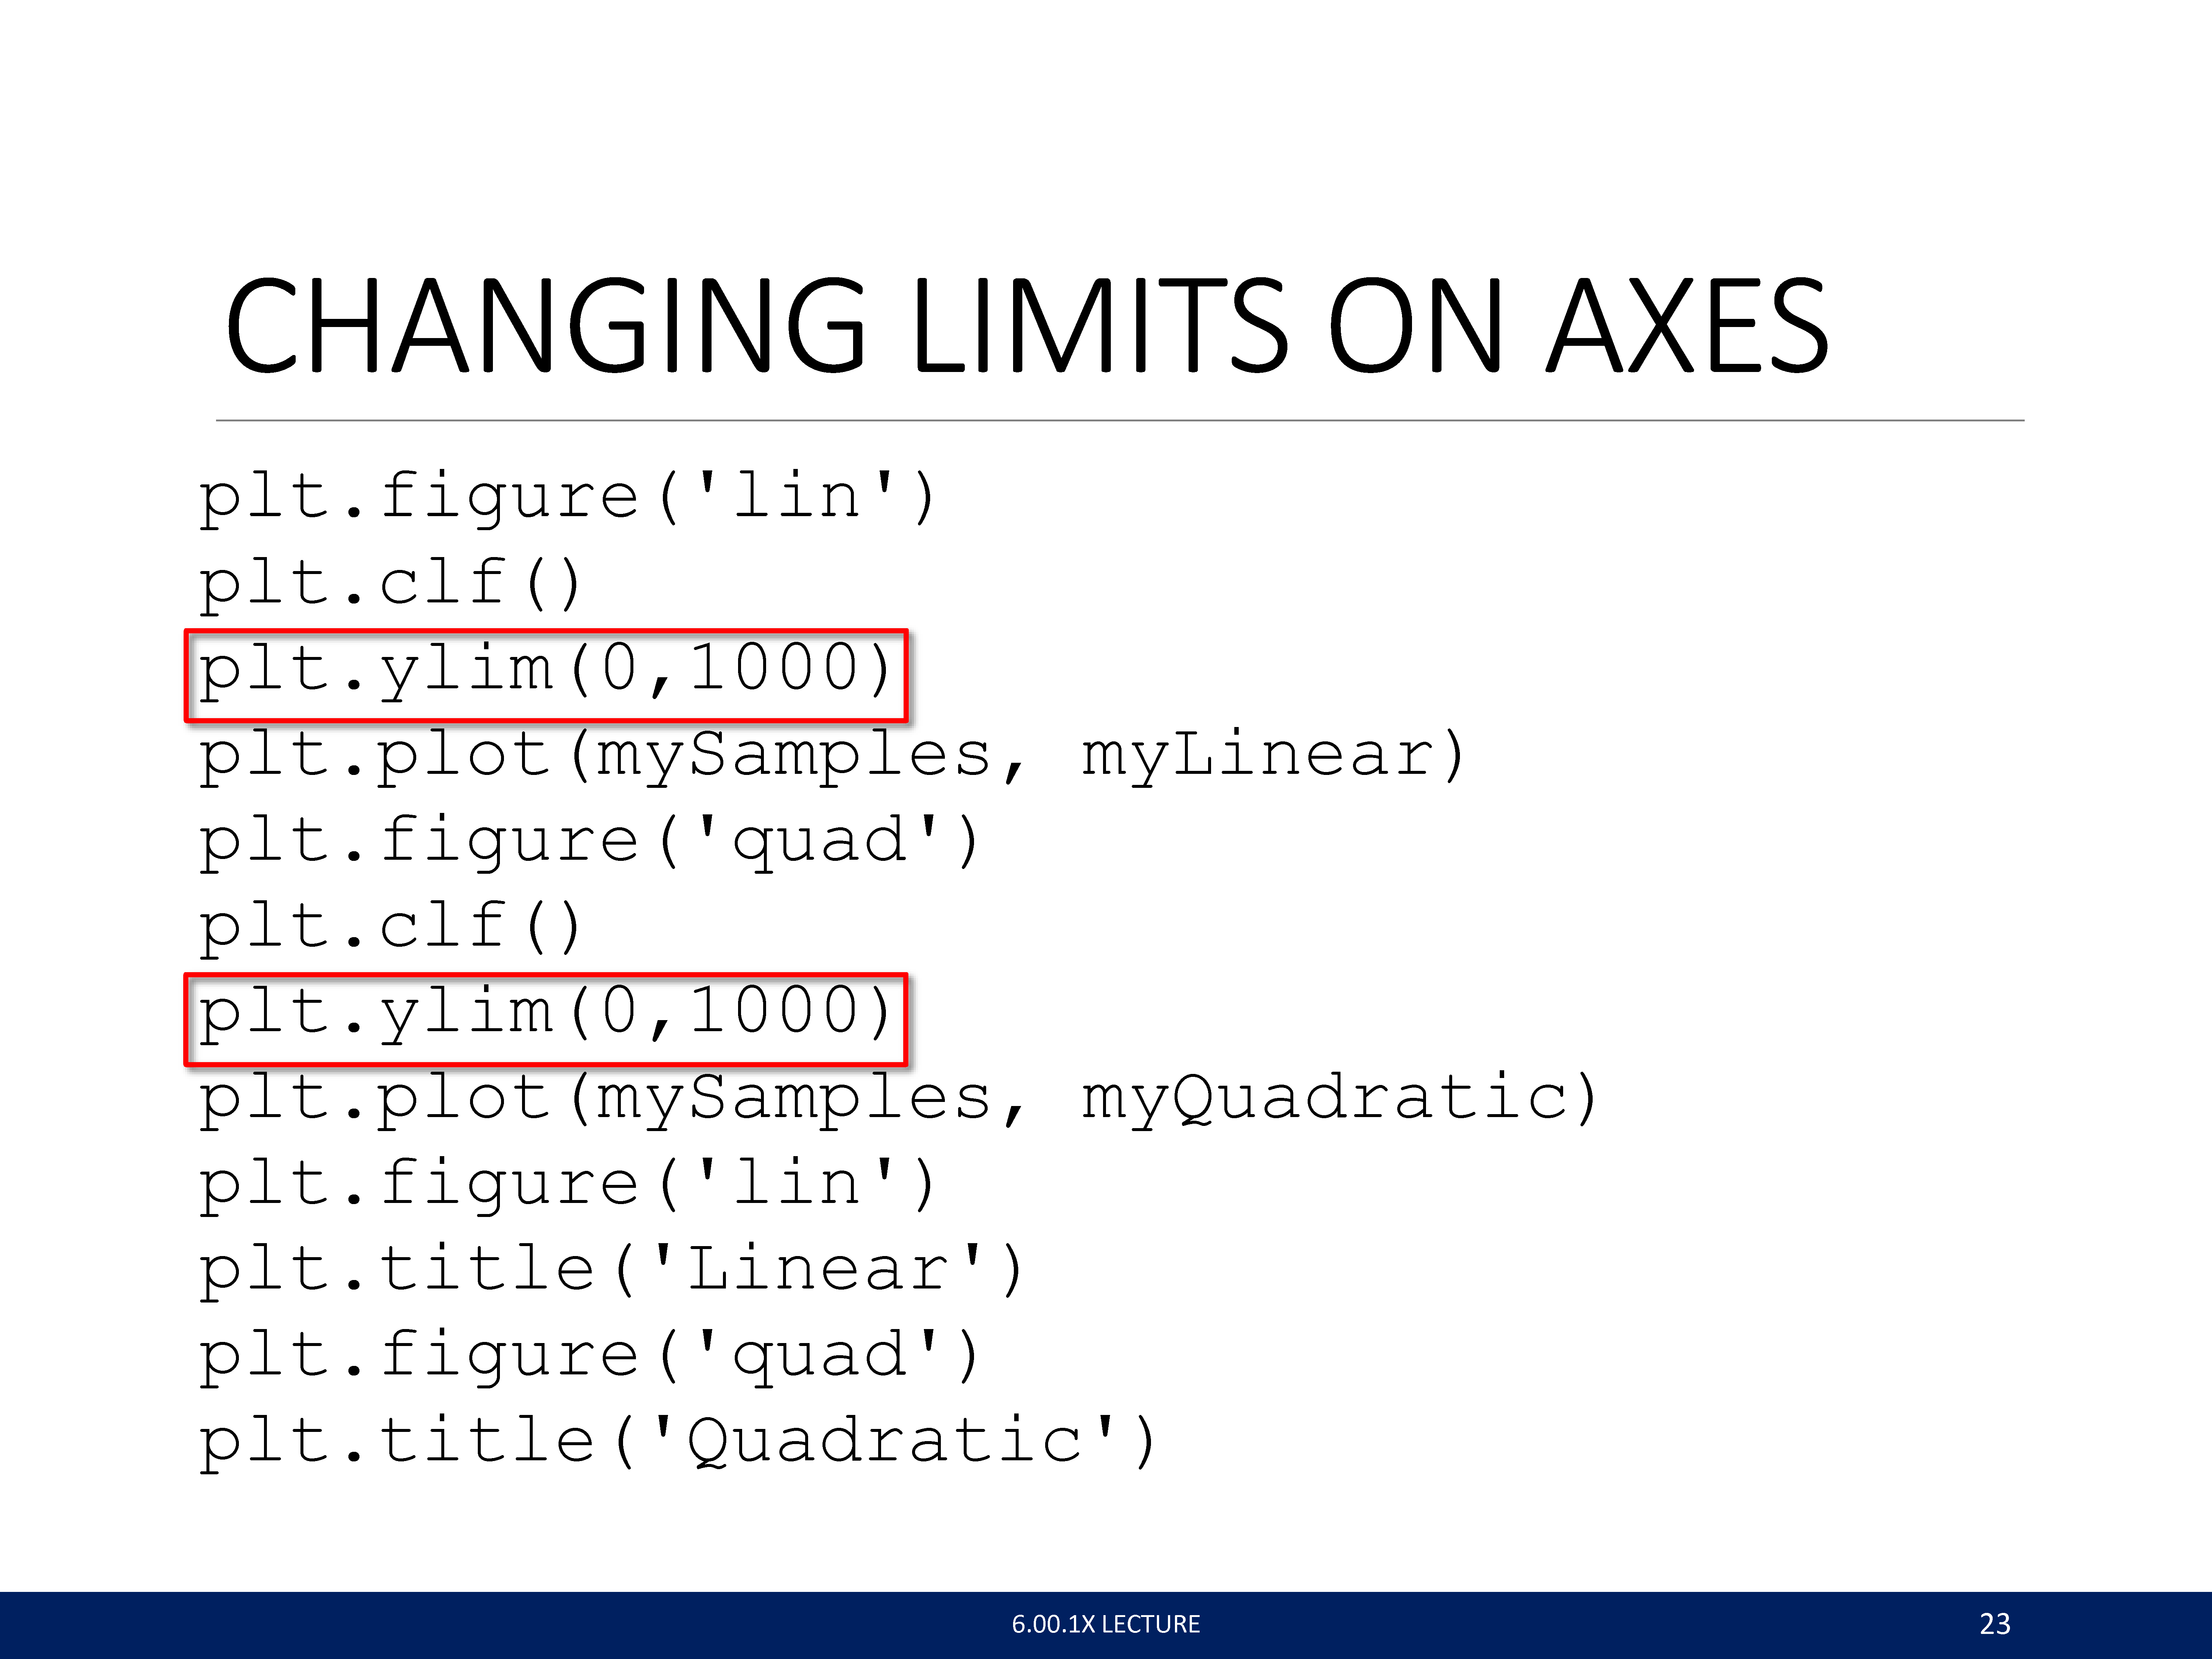 CHANGING LIMITS ON AXES
plt.figure('lin')
plt.clf()
plt.ylim(0,1000)
plt.plot(mySamples, myLinear)
plt.figure('quad')
plt.clf()
plt.ylim(0,1000)
plt.plot(mySamples, myQuadratic)
plt.figure('lin')
plt.title('Linear')
plt.figure('quad')
plt.title('Quadratic')
6.00.1X LECTURE
23